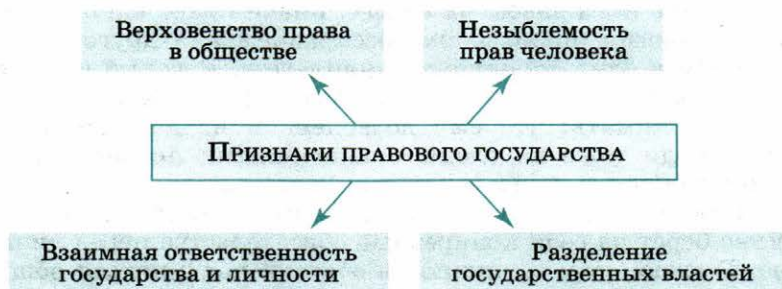 Верховенство права
в обществе
Незыблемость
прав человека
ПРИЗНАКИ ПРАВОВОГО ГОСУДАРСТВА
Взаимная ответственность
государства и личности
Разделение
государственных властей